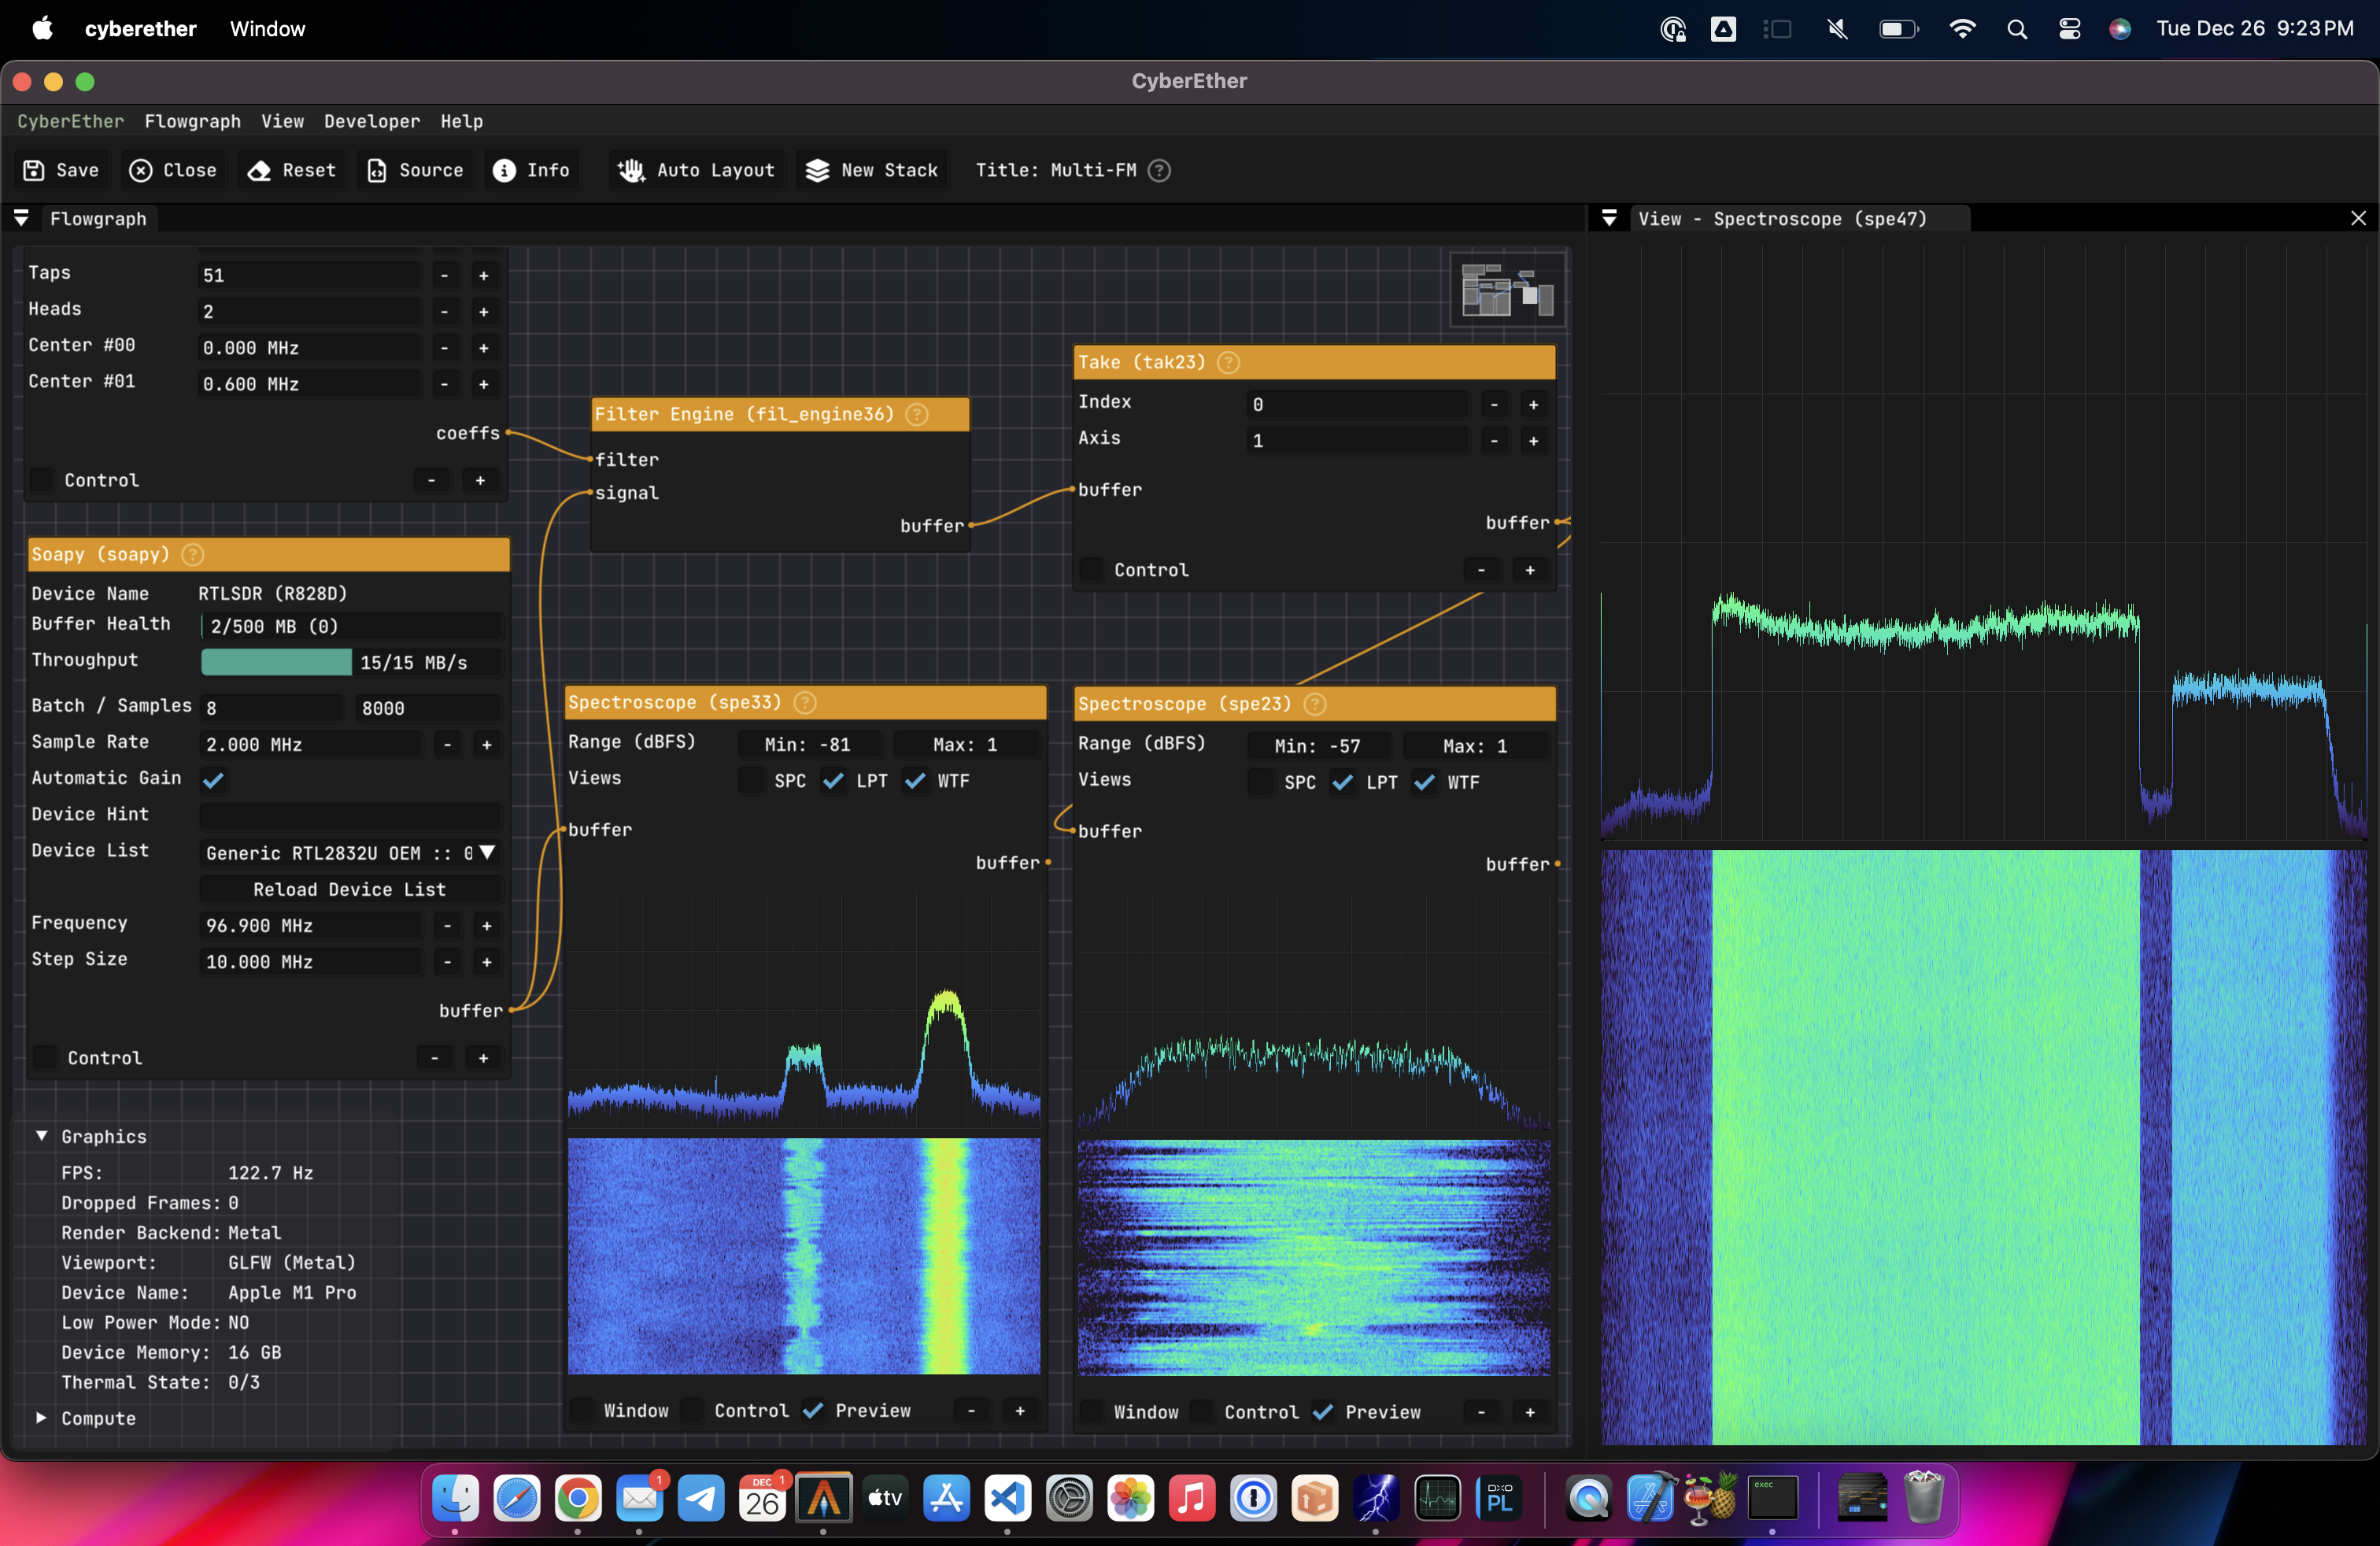 cyberether Window Tue Dec 26 9:23 PM
CyberEther
CyberEther Flowgraph View Developer Help
Save Close Reset Source Info Auto Layout New Stack Title: Multi-FM ?
Flowgraph
Taps 51 - +
Heads 2 - +
Center #00 0.000 MHz - +
Center #01 0.600 MHz - +
coeffs
Control - +
Soapy (soapy) ?
Device Name RTLSDR (R828D)
Buffer Health 2/500 MB (0)
Throughput 15/15 MB/s
Batch / Samples 8 8000
Sample Rate 2.000 MHz - +
Automatic Gain
Device Hint
Device List Generic RTL2832U OEM :: 0
Reload Device List
Frequency 96.900 MHz - +
Step Size 10.000 MHz - +
buffer
Control - +
Graphics
FPS: 122.7 Hz
Dropped Frames: 0
Render Backend: Metal
Viewport: GLFW (Metal)
Device Name: Apple M1 Pro
Low Power Mode: NO
Device Memory: 16 GB
Thermal State: 0/3
Compute
Filter Engine (fil_engine36) ?
filter
signal
buffer
Take (tak23) ?
Index 0 - +
Axis 1 - +
buffer
buffer
Control - +
Spectroscope (spe33) ?
Range (dBFS) Min: -81 Max: 1
Views SPC LPT WTF
buffer
buffer
Window Control Preview - +
Spectroscope (spe23) ?
Range (dBFS) Min: -57 Max: 1
Views SPC LPT WTF
buffer
buffer
Window Control Preview - +
View - Spectroscope (spe47)
1
DEC 1
26
tv
DXO
PL
exec